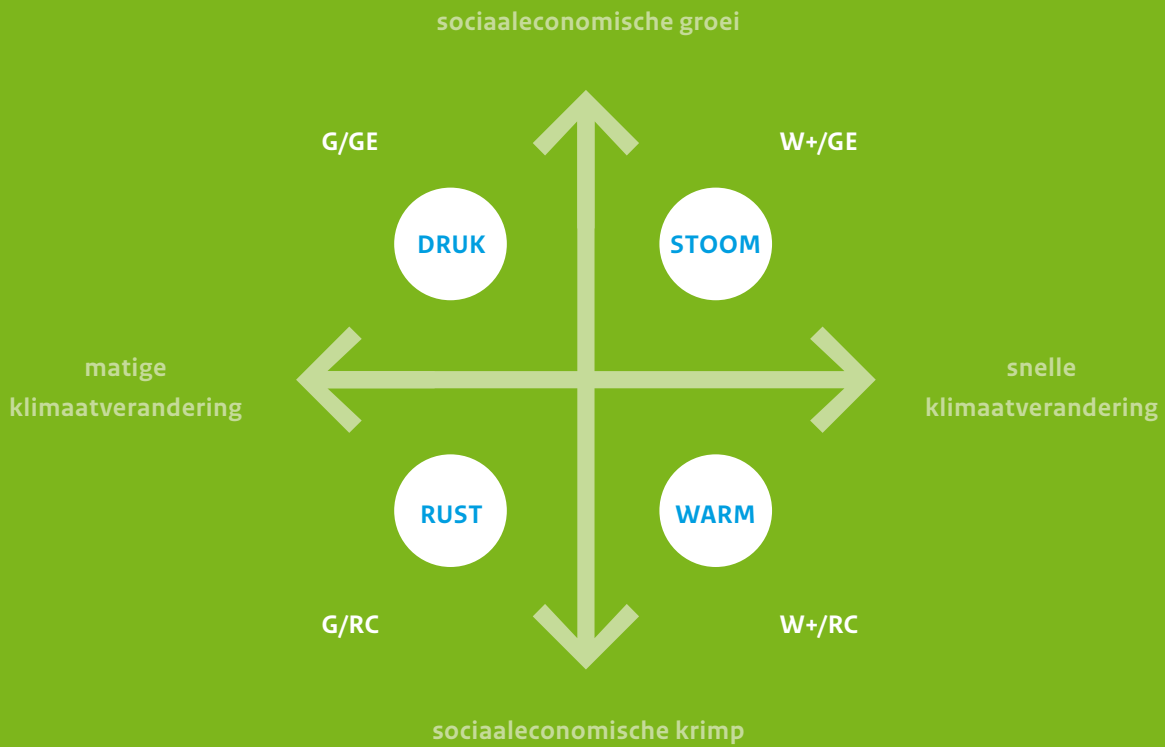 sociaaleconomische groei
G/GE
W+/GE
DRUK
STOOM
matige
klimaatverandering
snelle
klimaatverandering
RUST
WARM
G/RC
W+/RC
sociaaleconomische krimp